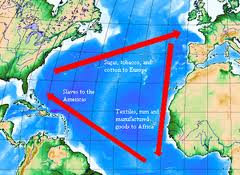 Sugar, tobacco, and
cotton to Europe
Slaves to the
Americas
Textiles, rum and
manufactured
goods to Africa